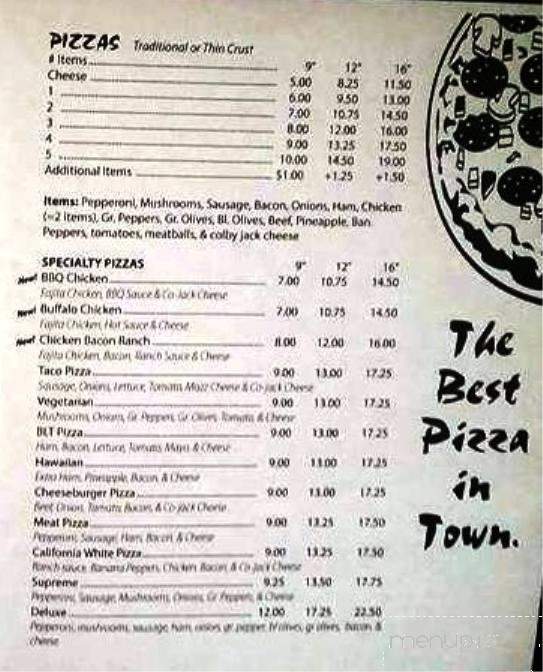 PIZZAS Traditional or Thin Crust
# Items 9" 12" 16"
Cheese 5.00 8.25 11.50
1 6.00 9.50 13.00
2 7.00 10.75 14.50
3 8.00 12.00 16.00
4 9.00 13.25 17.50
5 10.00 14.50 19.00
Additional Items $1.00 +1.25 +1.50
Items: Pepperoni, Mushrooms, Sausage, Bacon, Onions, Ham, Chicken
(=2 items), Gr. Peppers, Gr. Olives, Bl. Olives, Beef, Pineapple, Ban.
Peppers, tomatoes, meatballs, & colby jack cheese
SPECIALTY PIZZAS 9" 12" 16"
New! BBQ Chicken 7.00 10.75 14.50
Fajita Chicken, BBQ Sauce & Co-Jack Cheese
New! Buffalo Chicken 7.00 10.75 14.50
Fajita Chicken, Hot Sauce & Cheese
New! Chicken Bacon Ranch 8.00 12.00 16.00
Fajita Chicken, Bacon, Ranch Sauce & Cheese
Taco Pizza 9.00 13.00 17.25
Sausage, Onions, Lettuce, Tomato, Mozz Cheese & Co-Jack Cheese
Vegetarian 9.00 13.00 17.25
Mushrooms, Onions, Gr. Peppers, Gr. Olives, Tomato & Cheese
BLT Pizza 9.00 13.00 17.25
Ham, Bacon, Lettuce, Tomato, Mayo & Cheese
Hawaiian 9.00 13.00 17.25
Extra Ham, Pineapple, Bacon, & Cheese
Cheeseburger Pizza 9.00 13.00 17.25
Beef, Onion, Tomato, Bacon, & Co-jack Cheese
Meat Pizza 9.00 13.25 17.50
Pepperoni, Sausage, Ham, Bacon, & Cheese
California White Pizza 9.00 13.25 17.50
Ranch sauce, Banana Peppers, Chicken, Bacon, & Co-Jack Cheese
Supreme 9.25 13.50 17.75
Pepperoni, Sausage, Mushrooms, Onions, Gr. Peppers, & Cheese
Deluxe 12.00 17.25 22.50
Pepperoni, mushrooms, sausage, ham, onion, gr. pepper, bl olives, gr olives, bacon &
cheese
The
Best
Pizza
in
Town.